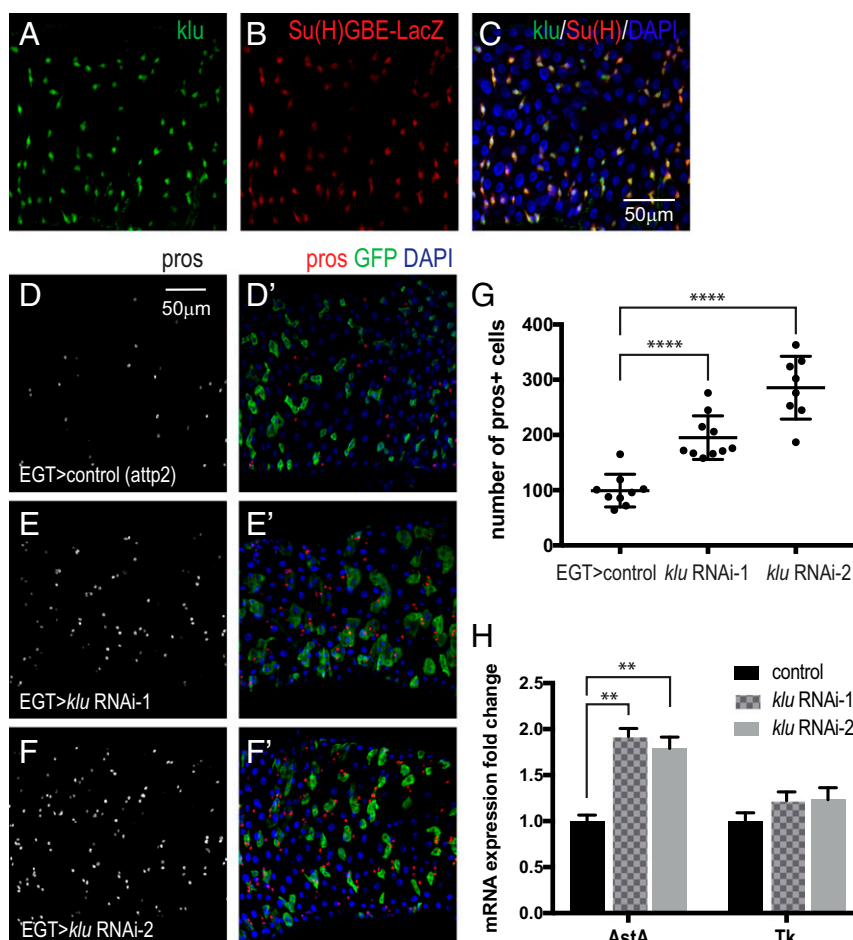 A
klu
B
Su(H)GBE-LacZ
C
klu/Su(H)/DAPI
50μm
pros
pros GFP DAPI
D
50μm
EGT>control (attp2)
D'
E
EGT>klu RNAi-1
E'
F
EGT>klu RNAi-2
F'
G
****
****
number of pros+ cells
400
300
200
100
0
EGT>control klu RNAi-1 klu RNAi-2
H
mRNA expression fold change
2.5
2.0
1.5
1.0
0.5
0.0
**
**
control
klu RNAi-1
klu RNAi-2
AstA Tk